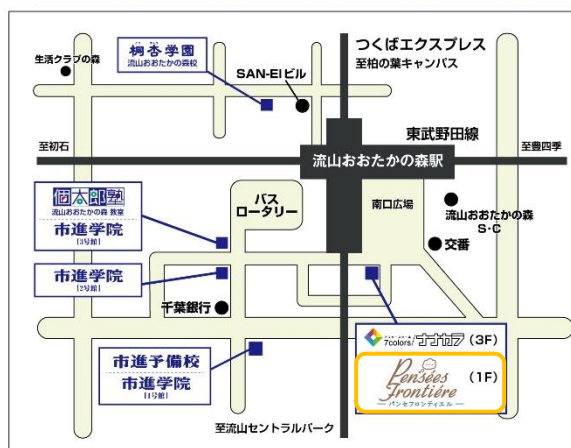 桐杏学園
流山おおたかの森校
生活クラブの森
SAN-EIビル
つくばエクスプレス
至柏の葉キャンパス
東武野田線
至初石
流山おおたかの森駅
至豊四季
個太郎塾
流山おおたかの森 教室
市進学院
[3号館]
バス
ロータリー
南口広場
流山おおたかの森
S・C
交番
市進学院
[2号館]
千葉銀行
市進予備校
市進学院
[1号館]
7colors/ナナカラ (3F)
Pensées
Frontiére
(1F)
パンセフロンティエル
至流山セントラルパーク